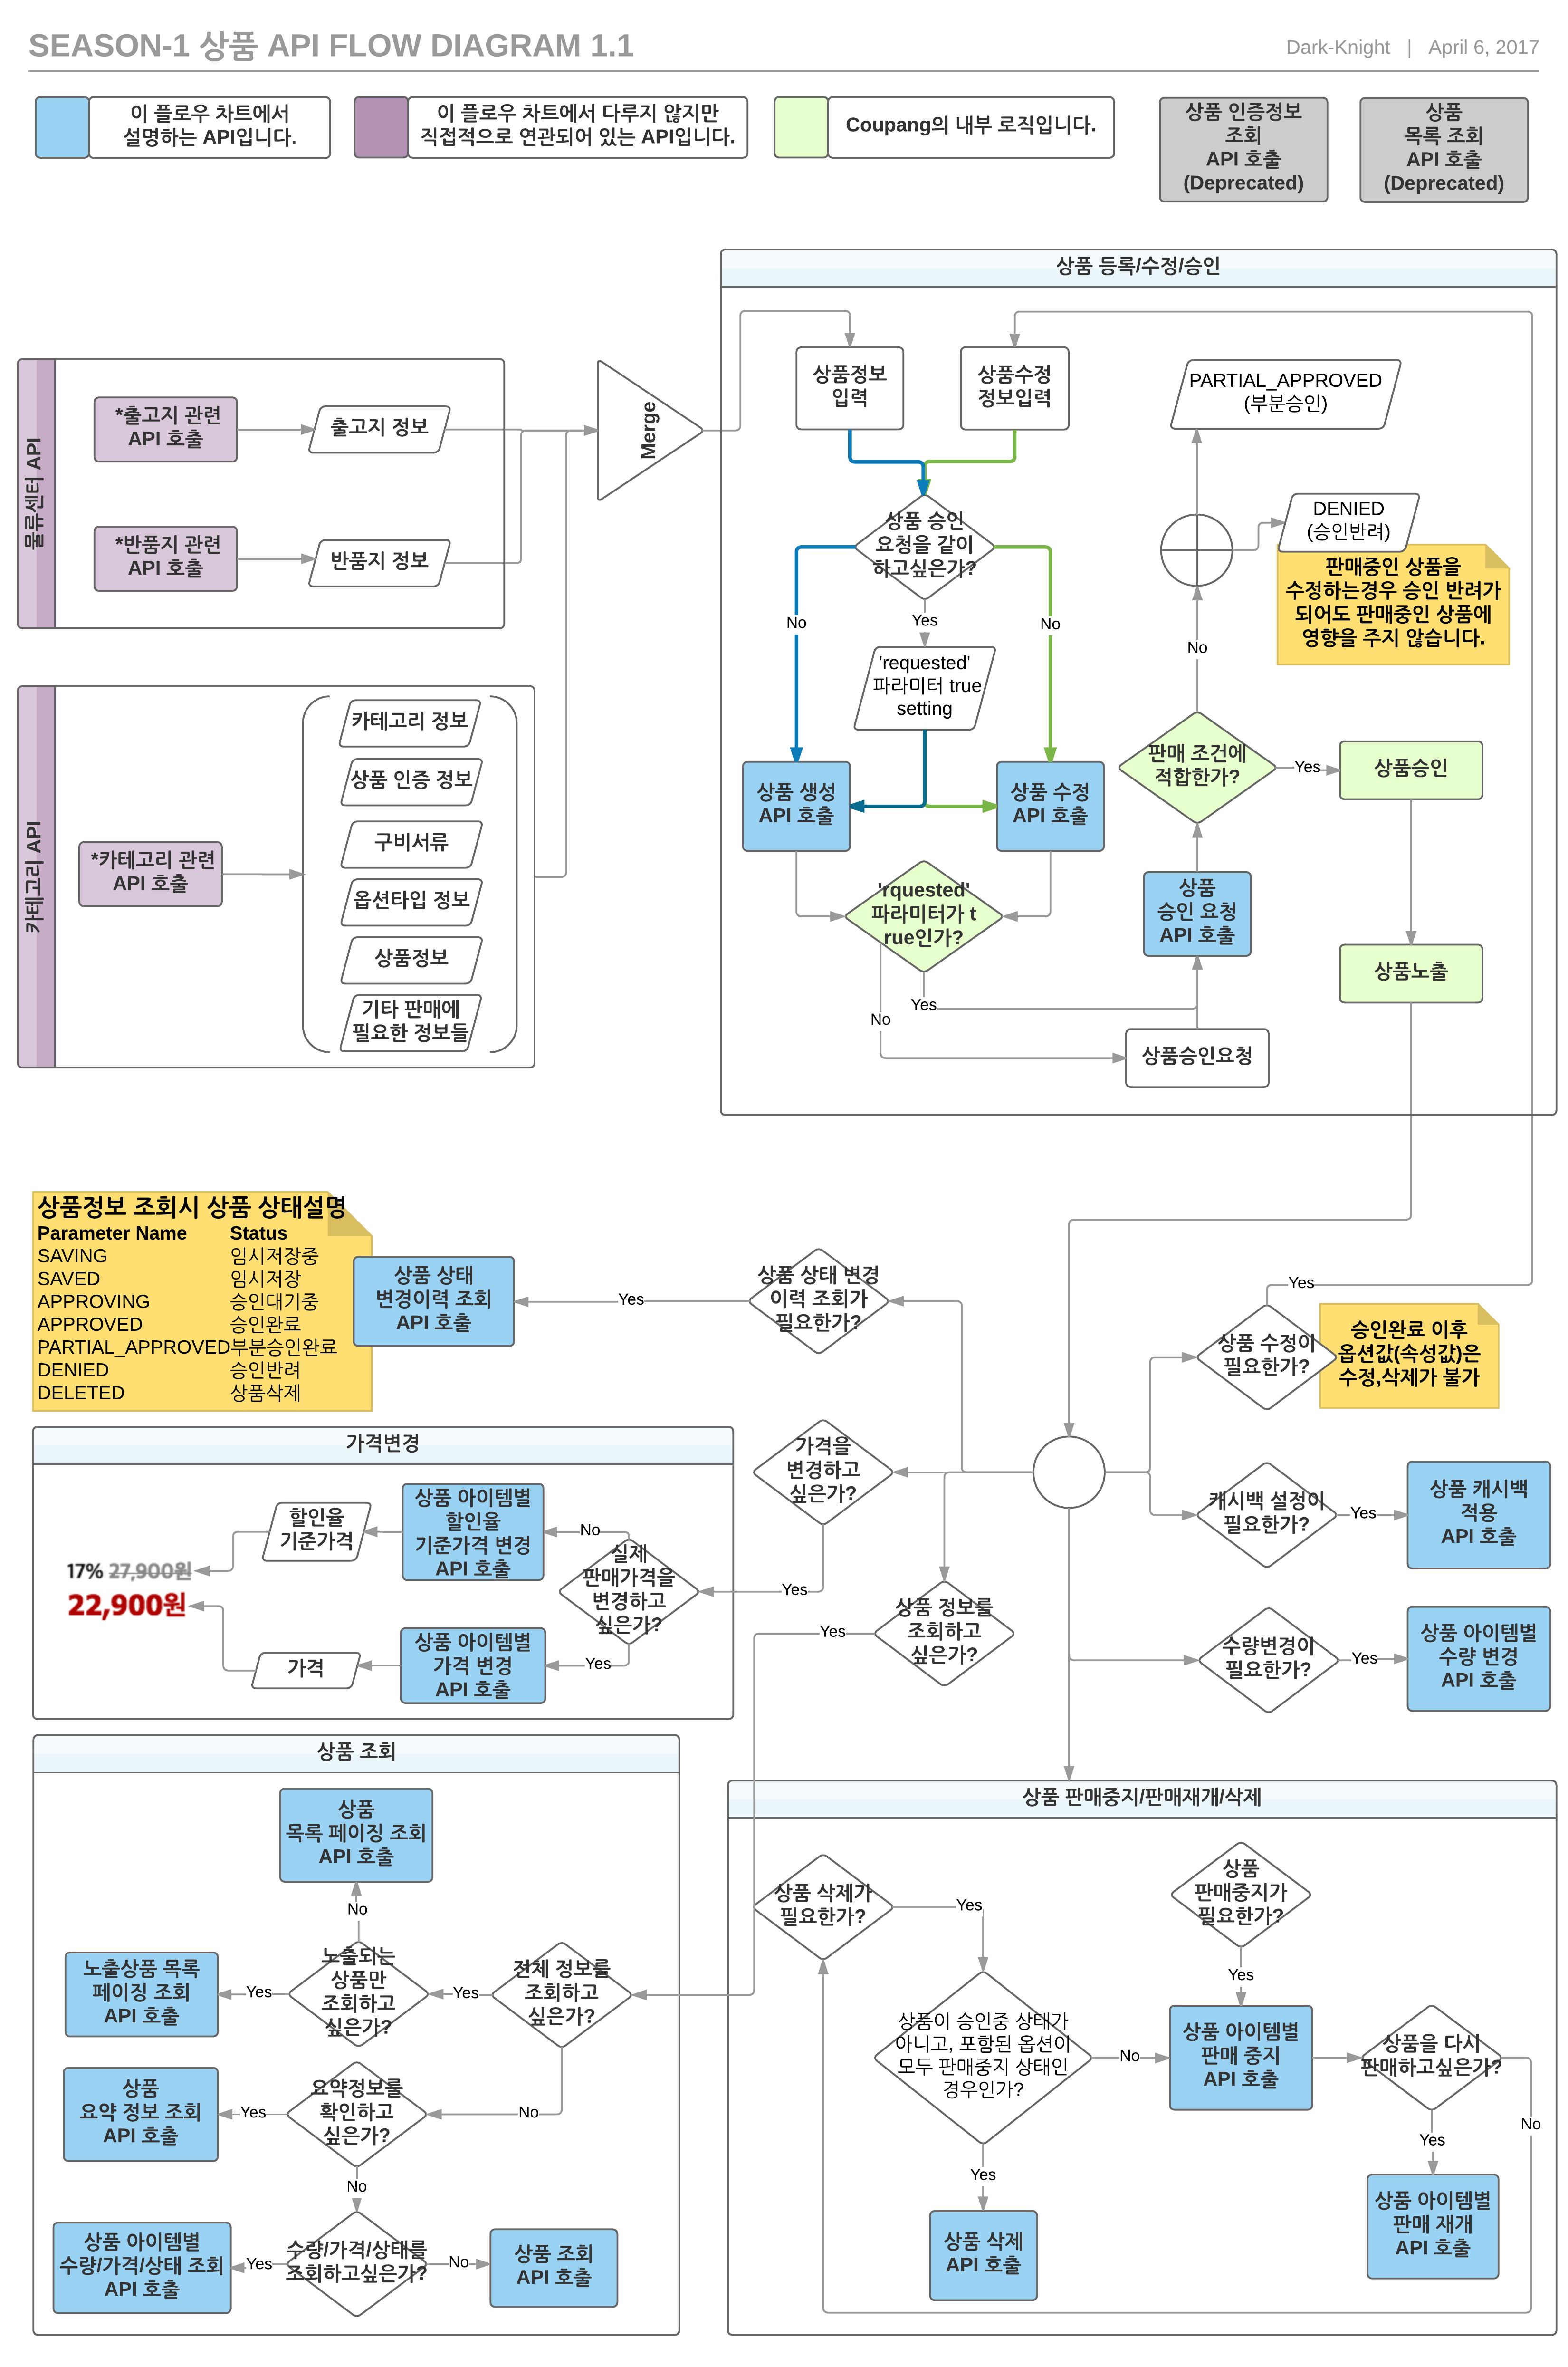 SEASON-1 상품 API FLOW DIAGRAM 1.1
Dark-Knight | April 6, 2017
이 플로우 차트에서
설명하는 API입니다.
이 플로우 차트에서 다루지 않지만
직접적으로 연관되어 있는 API입니다.
Coupang의 내부 로직입니다.
상품 인증정보
조회
API 호출
(Deprecated)
상품
목록 조회
API 호출
(Deprecated)
물류센터 API
*출고지 관련
API 호출
출고지 정보
*반품지 관련
API 호출
반품지 정보
Merge
카테고리 API
*카테고리 관련
API 호출
카테고리 정보
상품 인증 정보
구비서류
옵션타입 정보
상품정보
기타 판매에
필요한 정보들
상품 등록/수정/승인
상품정보
입력
상품수정
정보입력
상품 승인
요청을 같이
하고싶은가?
No
Yes
No
'requested'
파라미터 true
setting
상품 생성
API 호출
상품 수정
API 호출
'rquested'
파라미터가 t
rue인가?
Yes
No
상품승인요청
상품
승인 요청
API 호출
판매 조건에
적합한가?
No
Yes
PARTIAL_APPROVED
(부분승인)
DENIED
(승인반려)
판매중인 상품을
수정하는경우 승인 반려가
되어도 판매중인 상품에
영향을 주지 않습니다.
상품승인
상품노출
상품정보 조회시 상품 상태설명
Parameter Name Status
SAVING 임시저장중
SAVED 임시저장
APPROVING 승인대기중
APPROVED 승인완료
PARTIAL_APPROVED부분승인완료
DENIED 승인반려
DELETED 상품삭제
상품 상태
변경이력 조회
API 호출
Yes
상품 상태 변경
이력 조회가
필요한가?
Yes
상품 수정이
필요한가?
승인완료 이후
옵션값(속성값)은
수정,삭제가 불가
가격을
변경하고
싶은가?
Yes
캐시백 설정이
필요한가?
Yes
상품 캐시백
적용
API 호출
상품 정보를
조회하고
싶은가?
Yes
수량변경이
필요한가?
Yes
상품 아이템별
수량 변경
API 호출
가격변경
할인율
기준가격
상품 아이템별
할인율
기준가격 변경
API 호출
No
실제
판매가격을
변경하고
싶은가?
Yes
17% 27,900원
22,900원
가격
상품 아이템별
가격 변경
API 호출
상품 조회
상품
목록 페이징 조회
API 호출
No
노출상품 목록
페이징 조회
API 호출
Yes
노출되는
상품만
조회하고
싶은가?
Yes
전체 정보를
조회하고
싶은가?
No
상품
요약 정보 조회
API 호출
Yes
요약정보를
확인하고
싶은가?
No
상품 아이템별
수량/가격/상태 조회
API 호출
Yes
수량/가격/상태를
조회하고싶은가?
No
상품 조회
API 호출
상품 판매중지/판매재개/삭제
상품 삭제가
필요한가?
Yes
상품
판매중지가
필요한가?
Yes
상품이 승인중 상태가
아니고, 포함된 옵션이
모두 판매중지 상태인
경우인가?
No
상품 아이템별
판매 중지
API 호출
상품을 다시
판매하고싶은가?
No
Yes
Yes
상품 삭제
API 호출
상품 아이템별
판매 재개
API 호출